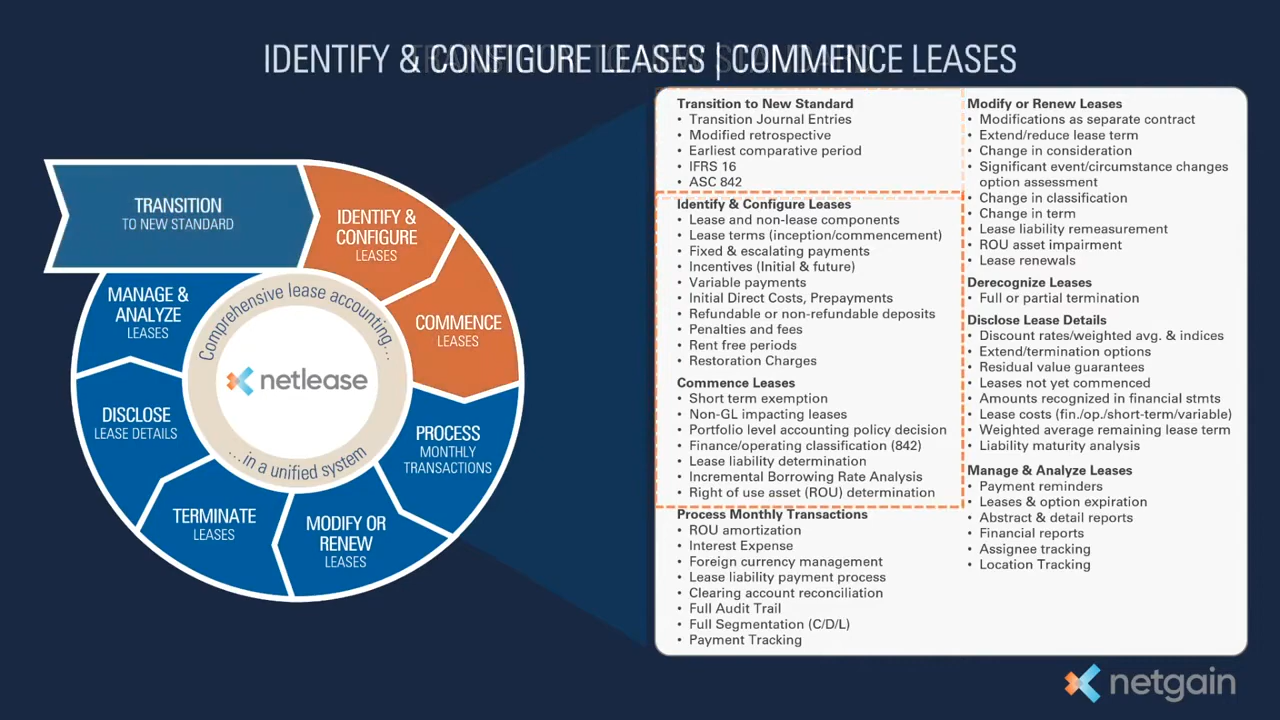 IDENTIFY & CONFIGURE LEASES | COMMENCE LEASES
TRANSITION
TO NEW STANDARD
IDENTIFY &
CONFIGURE
LEASES
COMMENCE
LEASES
PROCESS
MONTHLY
TRANSACTIONS
MODIFY OR
RENEW
LEASES
TERMINATE
LEASES
DISCLOSE
LEASE DETAILS
MANAGE &
ANALYZE
LEASES
Comprehensive lease accounting...
netlease
...in a unified system
Transition to New Standard
• Transition Journal Entries
• Modified retrospective
• Earliest comparative period
• IFRS 16
• ASC 842
Identify & Configure Leases
• Lease and non-lease components
• Lease terms (inception/commencement)
• Fixed & escalating payments
• Incentives (Initial & future)
• Variable payments
• Initial Direct Costs, Prepayments
• Refundable or non-refundable deposits
• Penalties and fees
• Rent free periods
• Restoration Charges
Commence Leases
• Short term exemption
• Non-GL impacting leases
• Portfolio level accounting policy decision
• Finance/operating classification (842)
• Lease liability determination
• Incremental Borrowing Rate Analysis
• Right of use asset (ROU) determination
Process Monthly Transactions
• ROU amortization
• Interest Expense
• Foreign currency management
• Lease liability payment process
• Clearing account reconciliation
• Full Audit Trail
• Full Segmentation (C/D/L)
• Payment Tracking
Modify or Renew Leases
• Modifications as separate contract
• Extend/reduce lease term
• Change in consideration
• Significant event/circumstance changes
option assessment
• Change in classification
• Change in term
• Lease liability remeasurement
• ROU asset impairment
• Lease renewals
Derecognize Leases
• Full or partial termination
Disclose Lease Details
• Discount rates/weighted avg. & indices
• Extend/termination options
• Residual value guarantees
• Leases not yet commenced
• Amounts recognized in financial stmts
• Lease costs (fin./op./short-term/variable)
• Weighted average remaining lease term
• Liability maturity analysis
Manage & Analyze Leases
• Payment reminders
• Leases & option expiration
• Abstract & detail reports
• Financial reports
• Assignee tracking
• Location Tracking
netgain